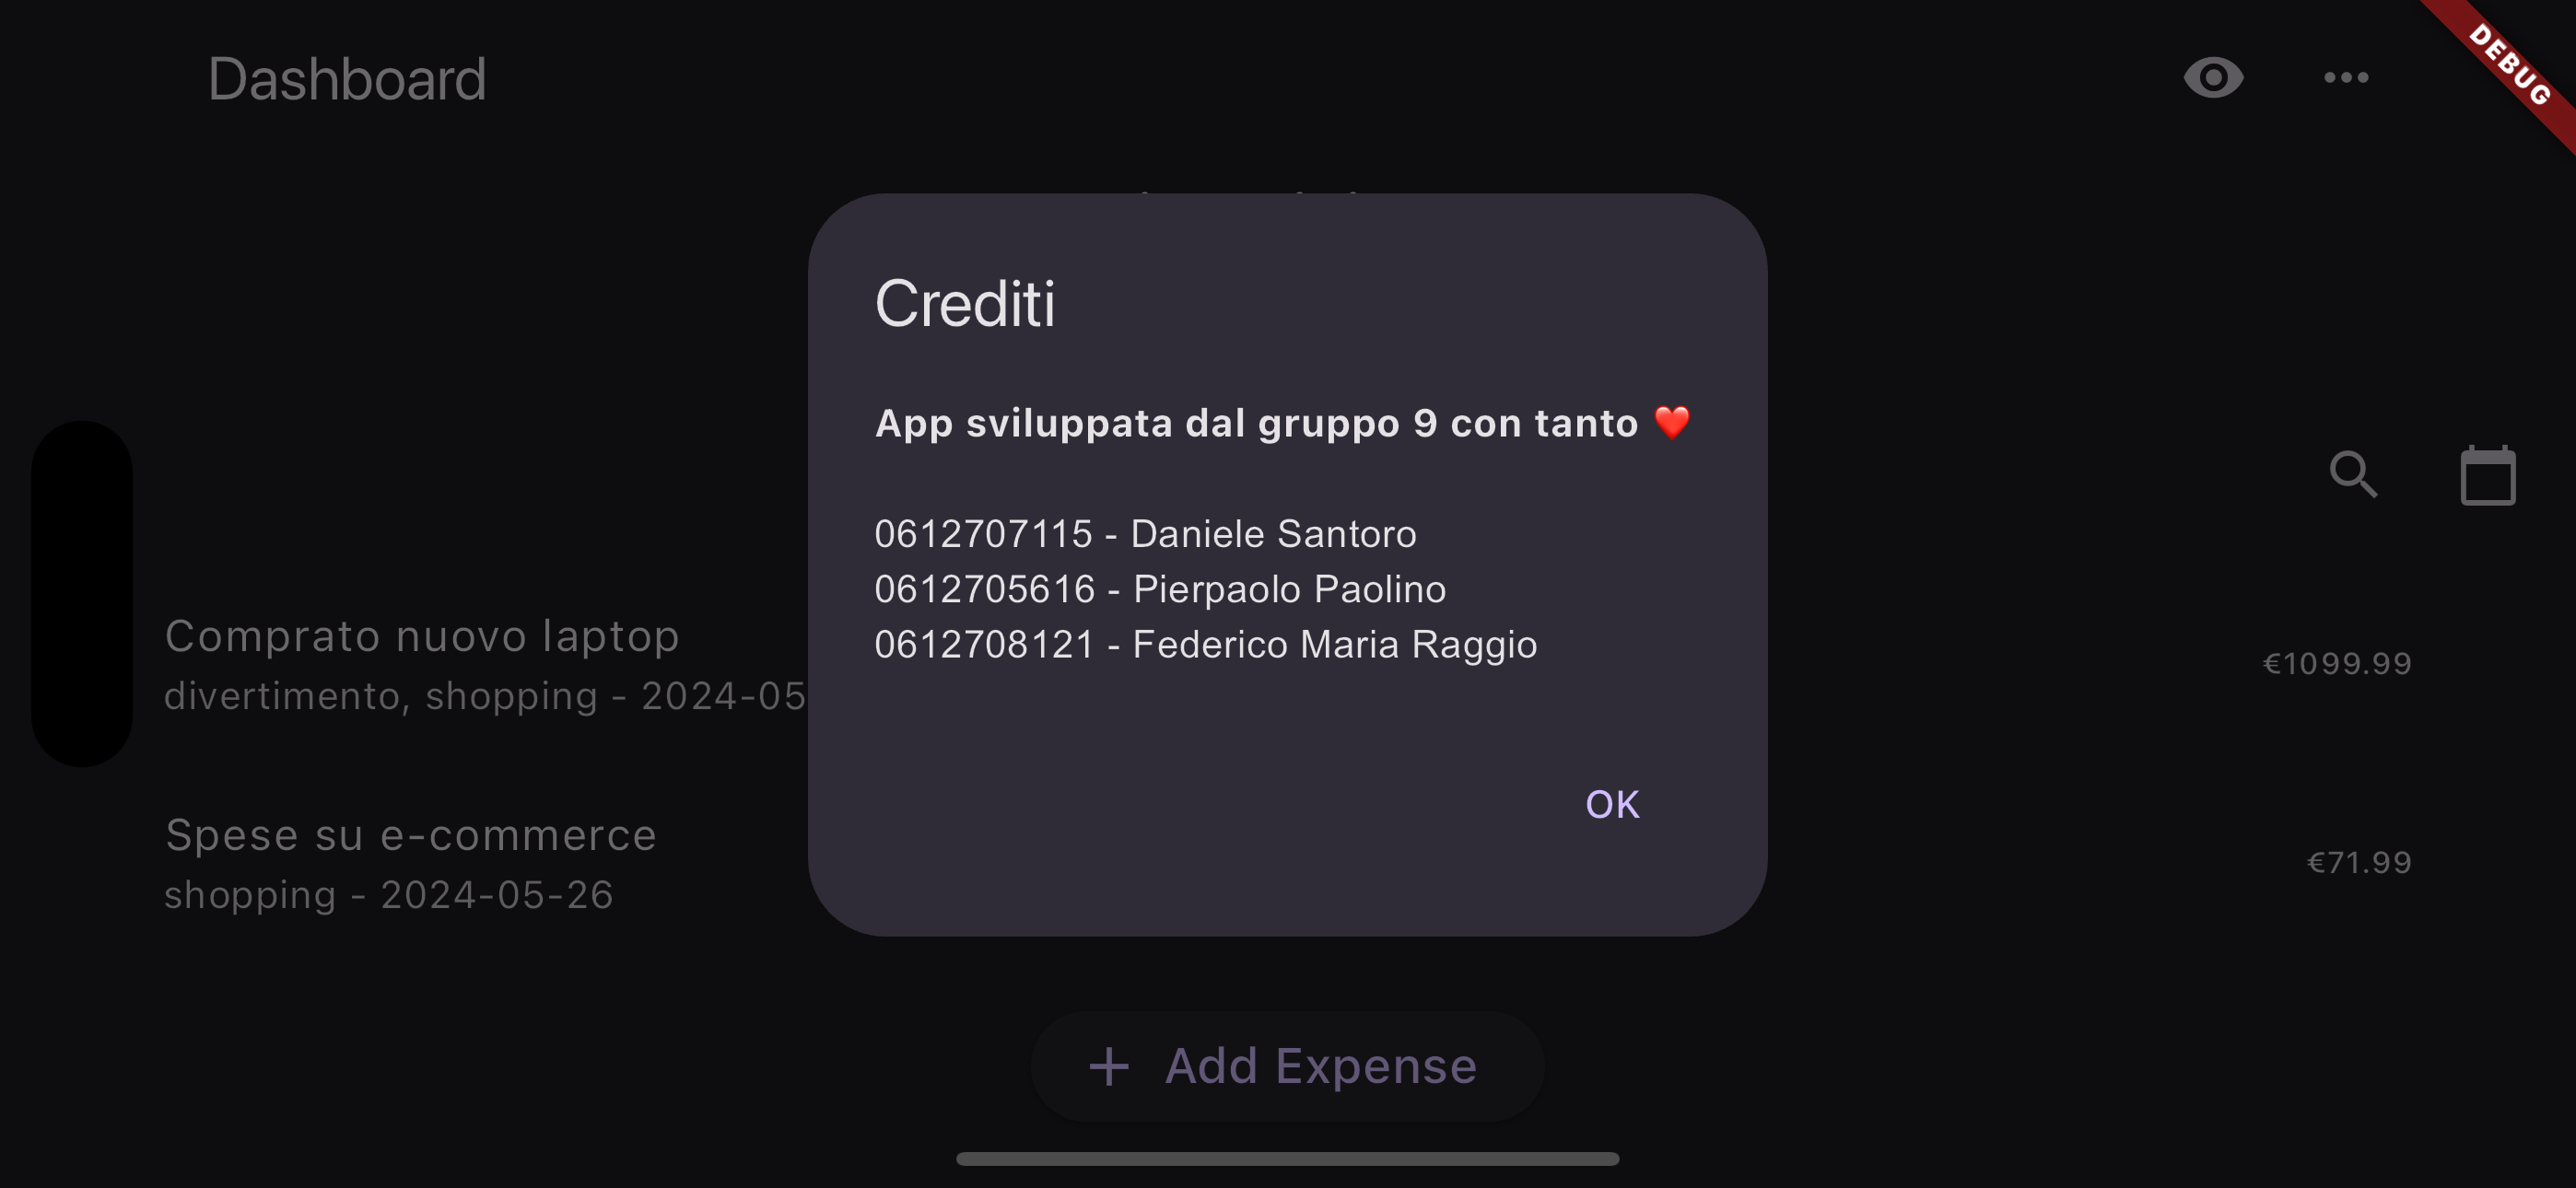 Dashboard
DEBUG
Crediti
App sviluppata dal gruppo 9 con tanto ❤️
0612707115 - Daniele Santoro
0612705616 - Pierpaolo Paolino
0612708121 - Federico Maria Raggio
OK
Comprato nuovo laptop
divertimento, shopping - 2024-05
€1099.99
Spese su e-commerce
shopping - 2024-05-26
€71.99
+ Add Expense